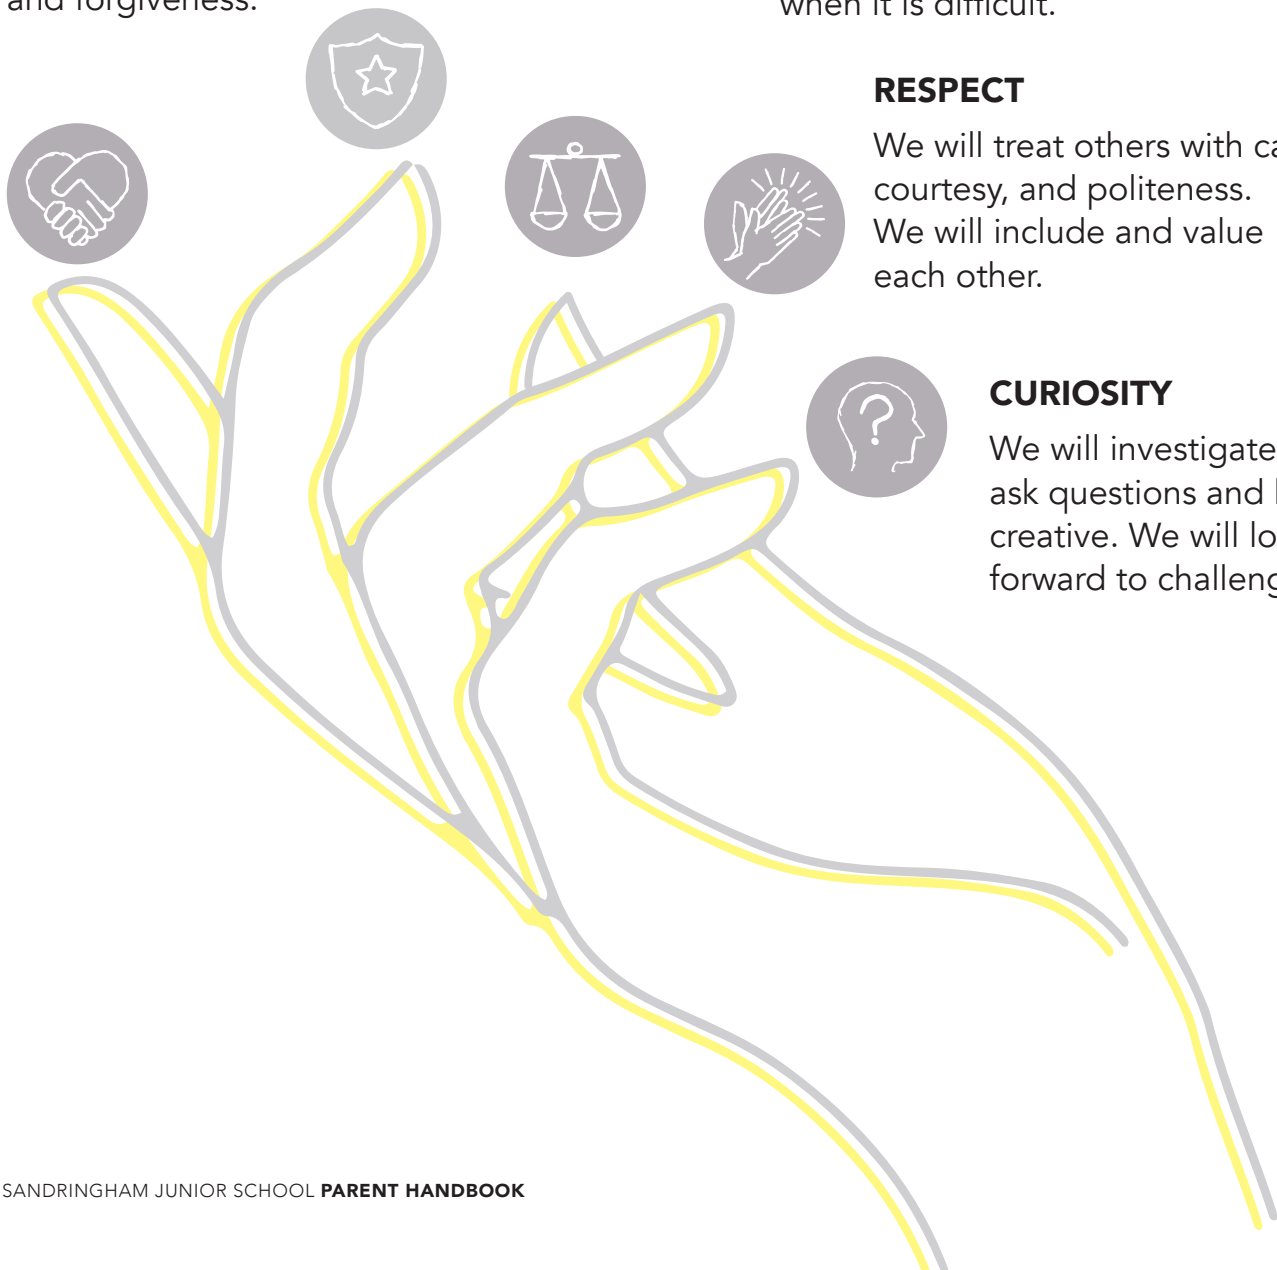 and forgiveness.
when it is difficult.
RESPECT
We will treat others with
courtesy, and politeness.
We will include and value
each other.
CURIOSITY
We will investigate
ask questions and
creative. We will
forward to
SANDRINGHAM JUNIOR SCHOOL PARENT HANDBOOK